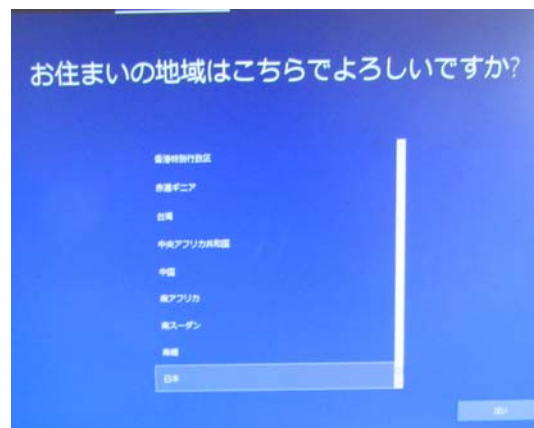 お住まいの地域はこちらでよろしいですか?
香港特別行政区
赤道ギニア
台湾
中央アフリカ共和国
中国
南アフリカ
南スーダン
南極
日本
はい